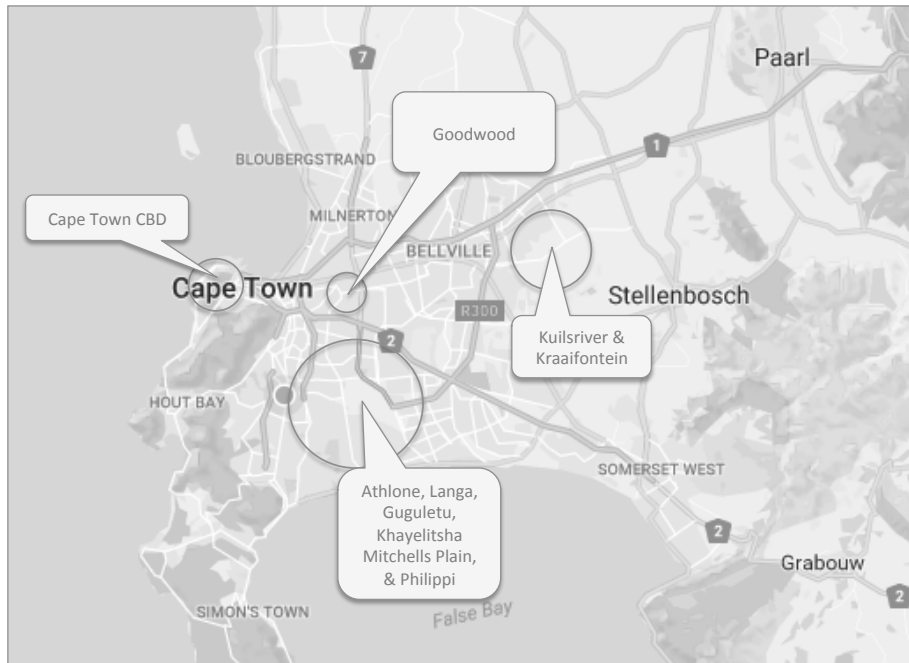 Paarl
7
Goodwood
1
BLOUBERGSTRAND
Cape Town CBD
MILNERTON
BELLVILLE
Cape Town
Stellenbosch
R300
Kuilsriver &
Kraaifontein
2
HOUT BAY
SOMERSET WEST
Athlone, Langa,
Guguletu,
Khayelitsha
Mitchells Plain,
& Philippi
2
Grabouw
2
SIMON'S TOWN
False Bay